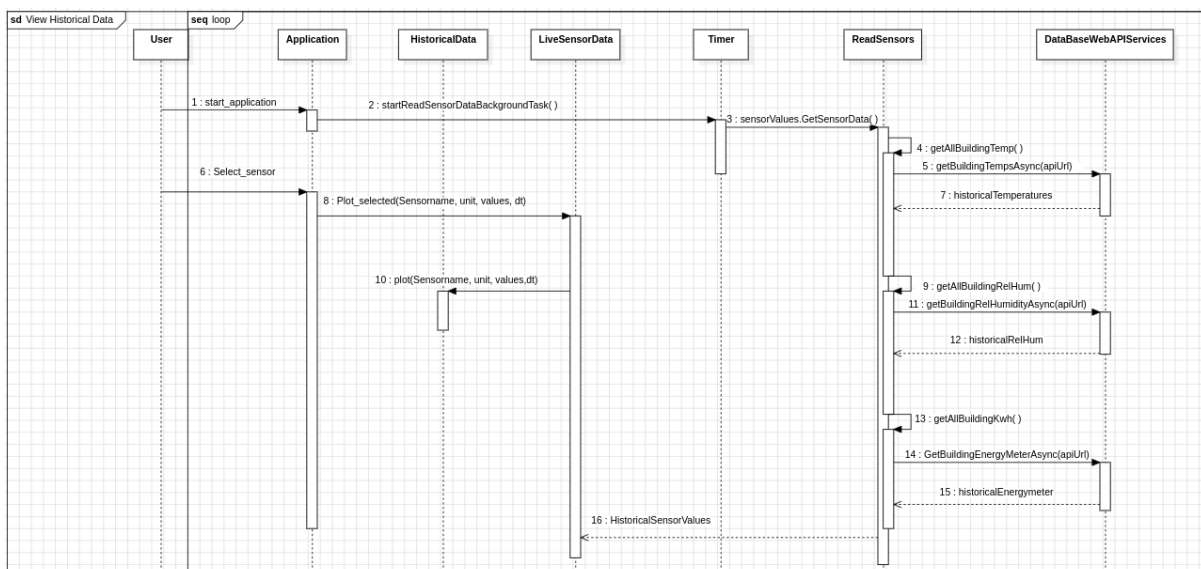 sd View Historical Data
seq loop
User
Application
HistoricalData
LiveSensorData
Timer
ReadSensors
DataBaseWebAPIServices
1 : start_application
2 : startReadSensorDataBackgroundTask( )
3 : sensorValues.GetSensorData( )
4 : getAllBuildingTemp( )
5 : getBuildingTempsAsync(apiUrl)
6 : Select_sensor
7 : historicalTemperatures
8 : Plot_selected(Sensorname, unit, values, dt)
10 : plot(Sensorname, unit, values,dt)
9 : getAllBuildingRelHum( )
11 : getBuildingRelHumidityAsync(apiUrl)
12 : historicalRelHum
13 : getAllBuildingKwh( )
14 : GetBuildingEnergyMeterAsync(apiUrl)
15 : historicalEnergymeter
16 : HistoricalSensorValues